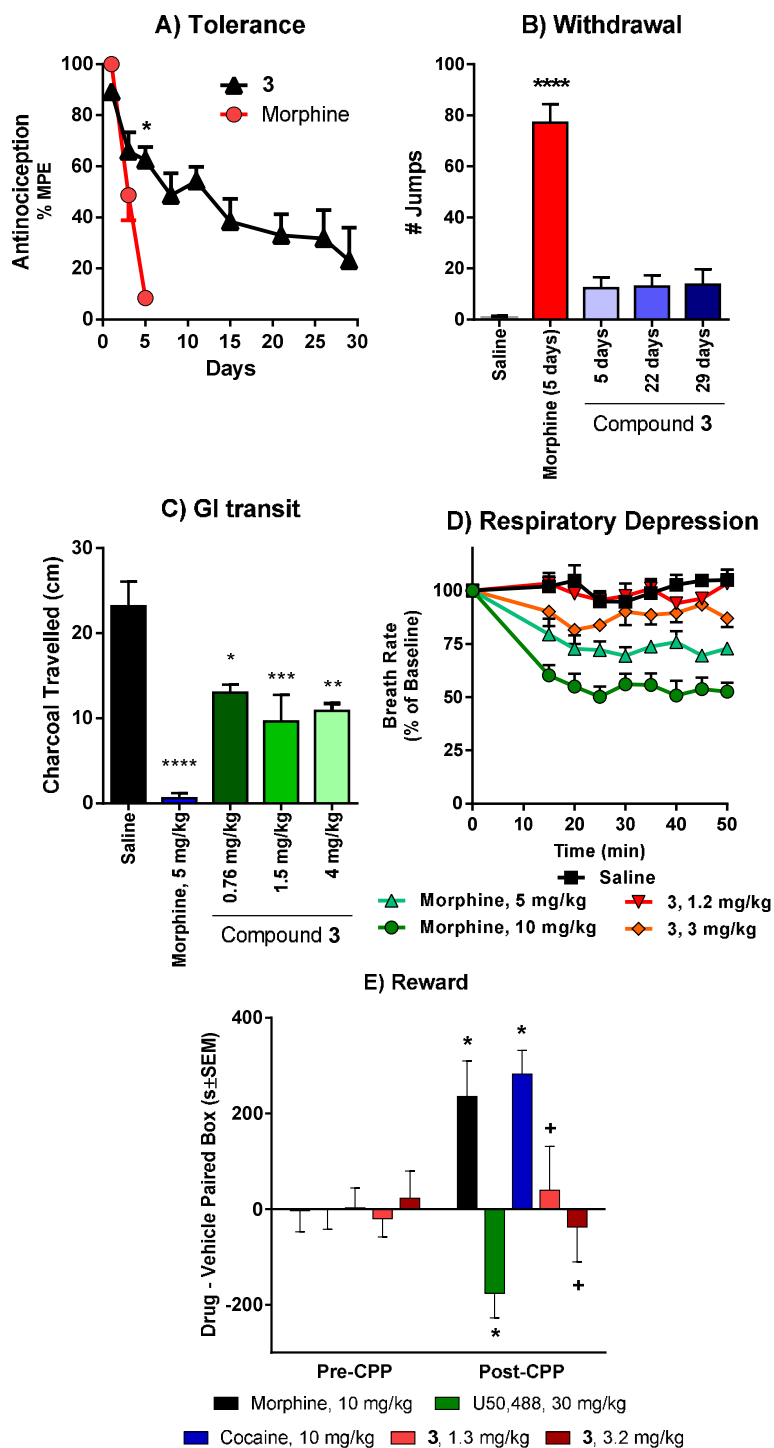 A) Tolerance
100
80
60
40
20
0
0 5 10 15 20 25 30
Antinociception
% MPE
Days
*
3
Morphine
B) Withdrawal
100
80
60
40
20
0
# Jumps
****
Saline
Morphine (5 days)
5 days
22 days
29 days
Compound 3
C) GI transit
30
20
10
0
Charcoal Travelled (cm)
****
*
***
**
Saline
Morphine, 5 mg/kg
0.76 mg/kg
1.5 mg/kg
4 mg/kg
Compound 3
D) Respiratory Depression
100
75
50
25
0
0 10 20 30 40 50
Breath Rate
(% of Baseline)
Time (min)
Saline
Morphine, 5 mg/kg
3, 1.2 mg/kg
Morphine, 10 mg/kg
3, 3 mg/kg
E) Reward
400
200
0
-200
Drug - Vehicle Paired Box (s±SEM)
*
*
*
+
+
Pre-CPP Post-CPP
Morphine, 10 mg/kg
U50,488, 30 mg/kg
Cocaine, 10 mg/kg
3, 1.3 mg/kg
3, 3.2 mg/kg